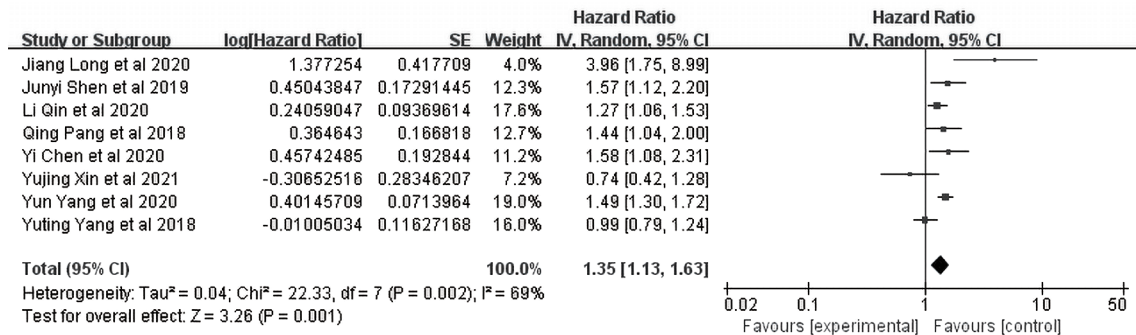 Hazard Ratio Hazard Ratio
Study or Subgroup log[Hazard Ratio] SE Weight IV, Random, 95% CI IV, Random, 95% CI
Jiang Long et al 2020 1.377254 0.417709 4.0% 3.96 [1.75, 8.99]
Junyi Shen et al 2019 0.45043847 0.17291445 12.3% 1.57 [1.12, 2.20]
Li Qin et al 2020 0.24059047 0.09369614 17.6% 1.27 [1.06, 1.53]
Qing Pang et al 2018 0.364643 0.166818 12.7% 1.44 [1.04, 2.00]
Yi Chen et al 2020 0.45742485 0.192844 11.2% 1.58 [1.08, 2.31]
Yujing Xin et al 2021 -0.30652516 0.28346207 7.2% 0.74 [0.42, 1.28]
Yun Yang et al 2020 0.40145709 0.0713964 19.0% 1.49 [1.30, 1.72]
Yuting Yang et al 2018 -0.01005034 0.11627168 16.0% 0.99 [0.79, 1.24]
Total (95% CI) 100.0% 1.35 [1.13, 1.63]
Heterogeneity: Tau² = 0.04; Chi² = 22.33, df = 7 (P = 0.002); I² = 69%
Test for overall effect: Z = 3.26 (P = 0.001)
0.02 0.1 1 10 50
Favours [experimental] Favours [control]